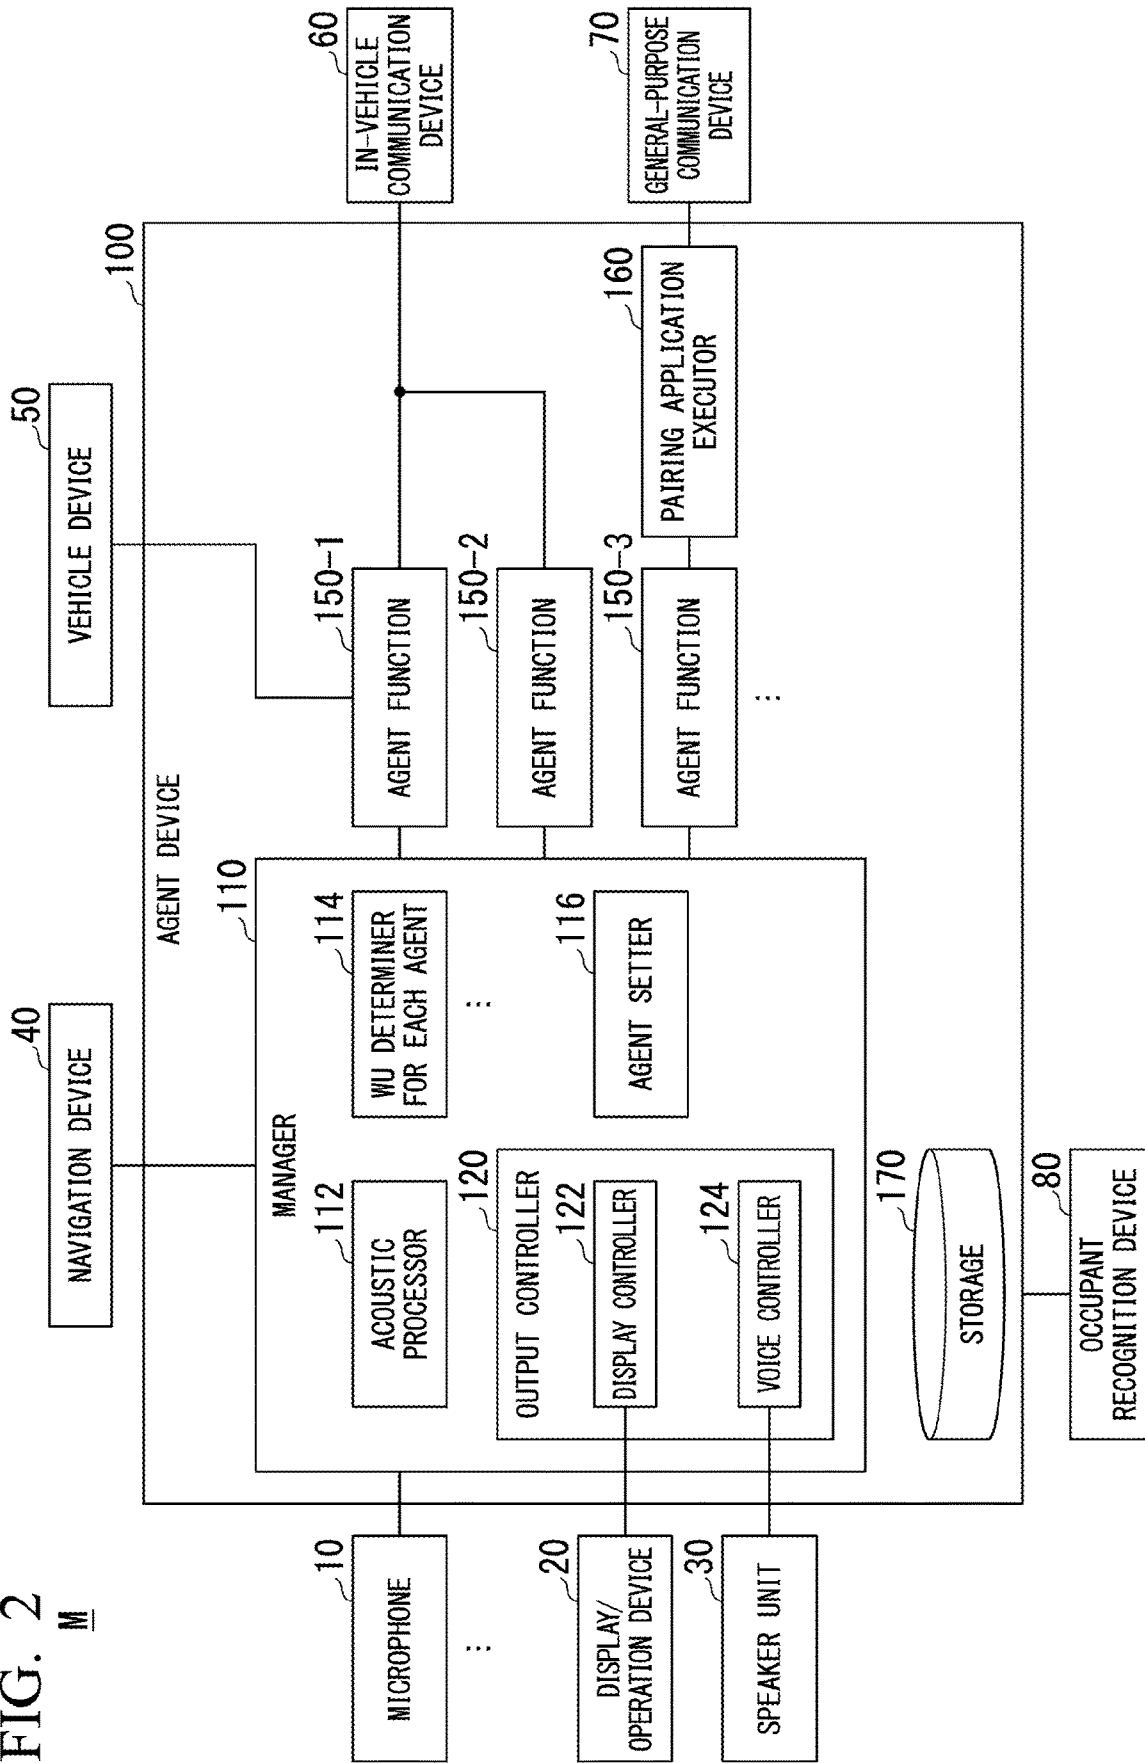 FIG. 2
M
40
NAVIGATION DEVICE
50
VEHICLE DEVICE
100
AGENT DEVICE
110
MANAGER
10
MICROPHONE
...
20
DISPLAY/
OPERATION DEVICE
30
SPEAKER UNIT
112
ACOUSTIC
PROCESSOR
114
WU DETERMINER
FOR EACH AGENT
...
116
AGENT SETTER
120
OUTPUT CONTROLLER
122
DISPLAY CONTROLLER
124
VOICE CONTROLLER
150-1
AGENT FUNCTION
150-2
AGENT FUNCTION
150-3
AGENT FUNCTION
...
160
PAIRING APPLICATION
EXECUTOR
60
IN-VEHICLE
COMMUNICATION
DEVICE
70
GENERAL-PURPOSE
COMMUNICATION
DEVICE
170
STORAGE
80
OCCUPANT
RECOGNITION DEVICE